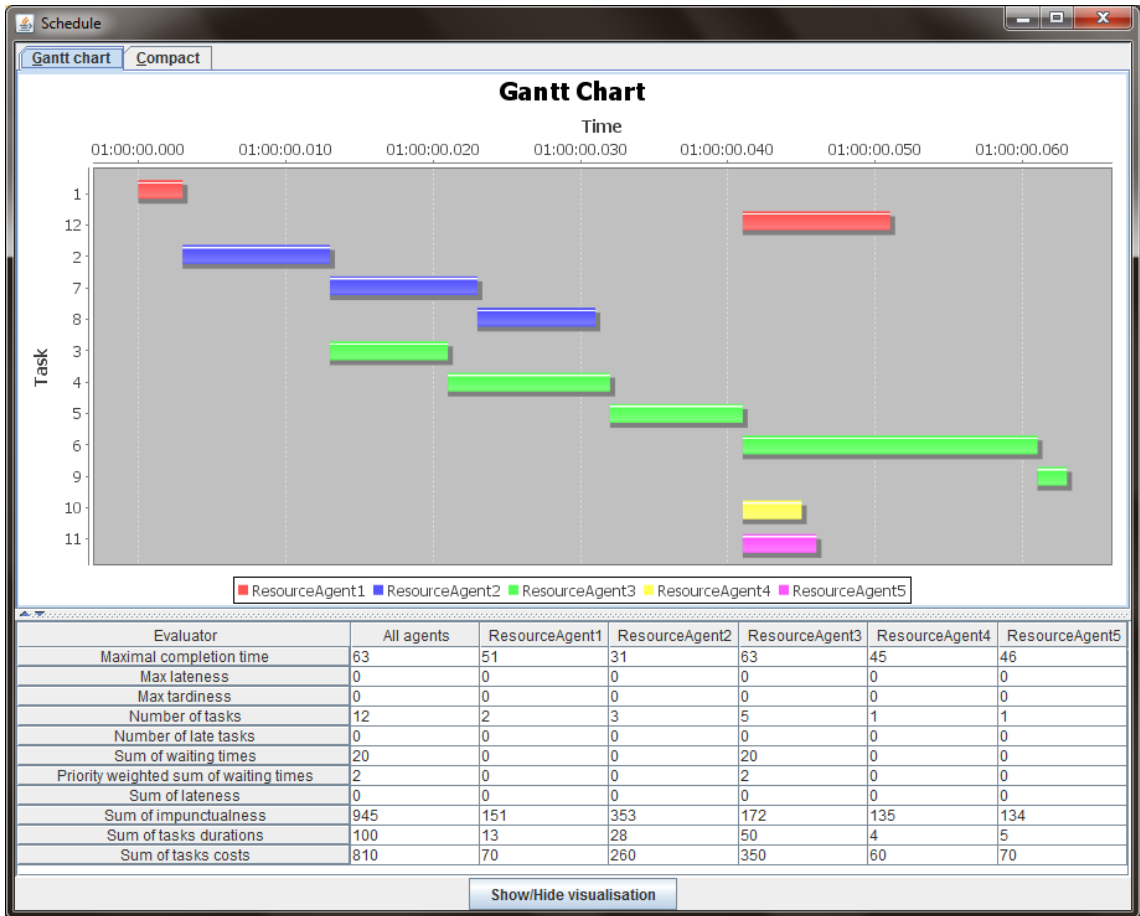 Schedule
Gantt chart Compact
Gantt Chart
Time
01:00:00.000 01:00:00.010 01:00:00.020 01:00:00.030 01:00:00.040 01:00:00.050 01:00:00.060
Task
1
12
2
7
8
3
4
5
6
9
10
11
ResourceAgent1 ResourceAgent2 ResourceAgent3 ResourceAgent4 ResourceAgent5
Evaluator All agents ResourceAgent1 ResourceAgent2 ResourceAgent3 ResourceAgent4 ResourceAgent5
Maximal completion time 63 51 31 63 45 46
Max lateness 0 0 0 0 0 0
Max tardiness 0 0 0 0 0 0
Number of tasks 12 2 3 5 1 1
Number of late tasks 0 0 0 0 0 0
Sum of waiting times 20 0 0 20 0 0
Priority weighted sum of waiting times 2 0 0 2 0 0
Sum of lateness 0 0 0 0 0 0
Sum of impunctualness 945 151 353 172 135 134
Sum of tasks durations 100 13 28 50 4 5
Sum of tasks costs 810 70 260 350 60 70
Show/Hide visualisation